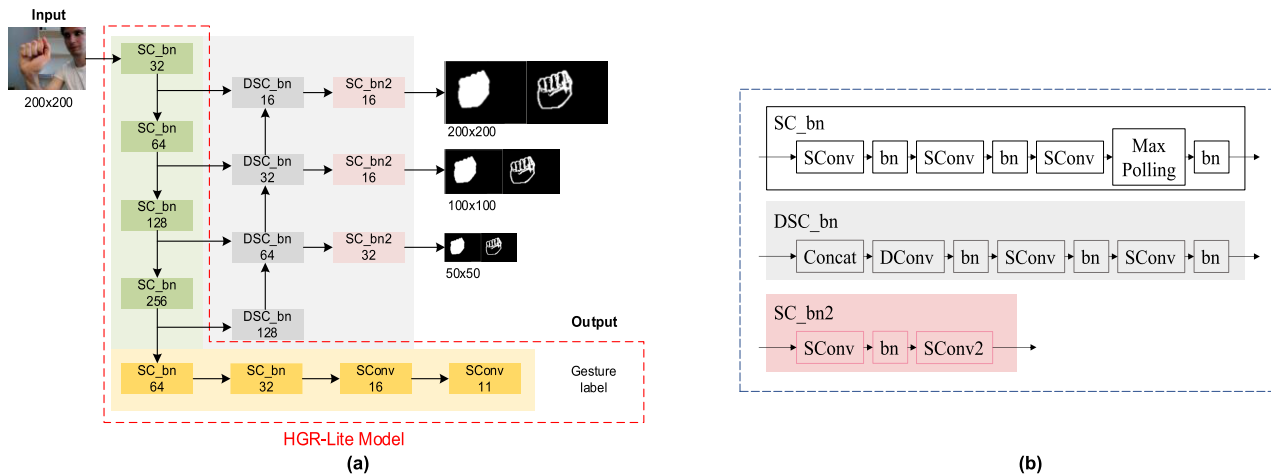 Input
200x200
SC_bn
32
SC_bn
64
SC_bn
128
SC_bn
256
DSC_bn
16
SC_bn2
16
200x200
DSC_bn
32
SC_bn2
16
100x100
DSC_bn
64
SC_bn2
32
50x50
DSC_bn
128
Output
SC_bn
64
SC_bn
32
SConv
16
SConv
11
Gesture
label
HGR-Lite Model
(a)
SC_bn
SConv bn SConv bn SConv Max Polling bn
DSC_bn
Concat DConv bn SConv bn SConv bn
SC_bn2
SConv bn SConv2
(b)